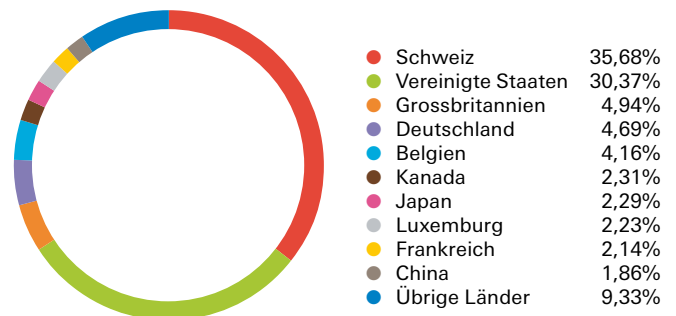 Schweiz 35,68%
Vereinigte Staaten 30,37%
Grossbritannien 4,94%
Deutschland 4,69%
Belgien 4,16%
Kanada 2,31%
Japan 2,29%
Luxemburg 2,23%
Frankreich 2,14%
China 1,86%
Übrige Länder 9,33%